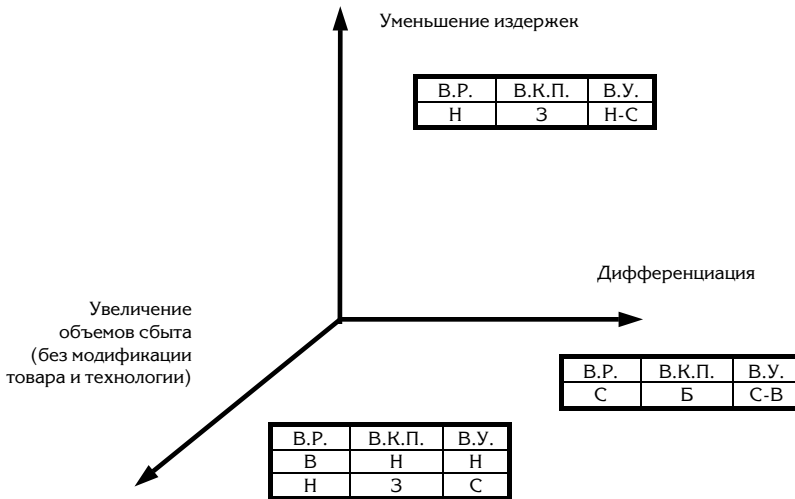 Уменьшение издержек
В.Р. В.К.П. В.У.
Н З Н-С
Дифференциация
Увеличение
объемов сбыта
(без модификации
товара и технологии)
В.Р. В.К.П. В.У.
С Б С-В
В.Р. В.К.П. В.У.
В Н Н
Н З С